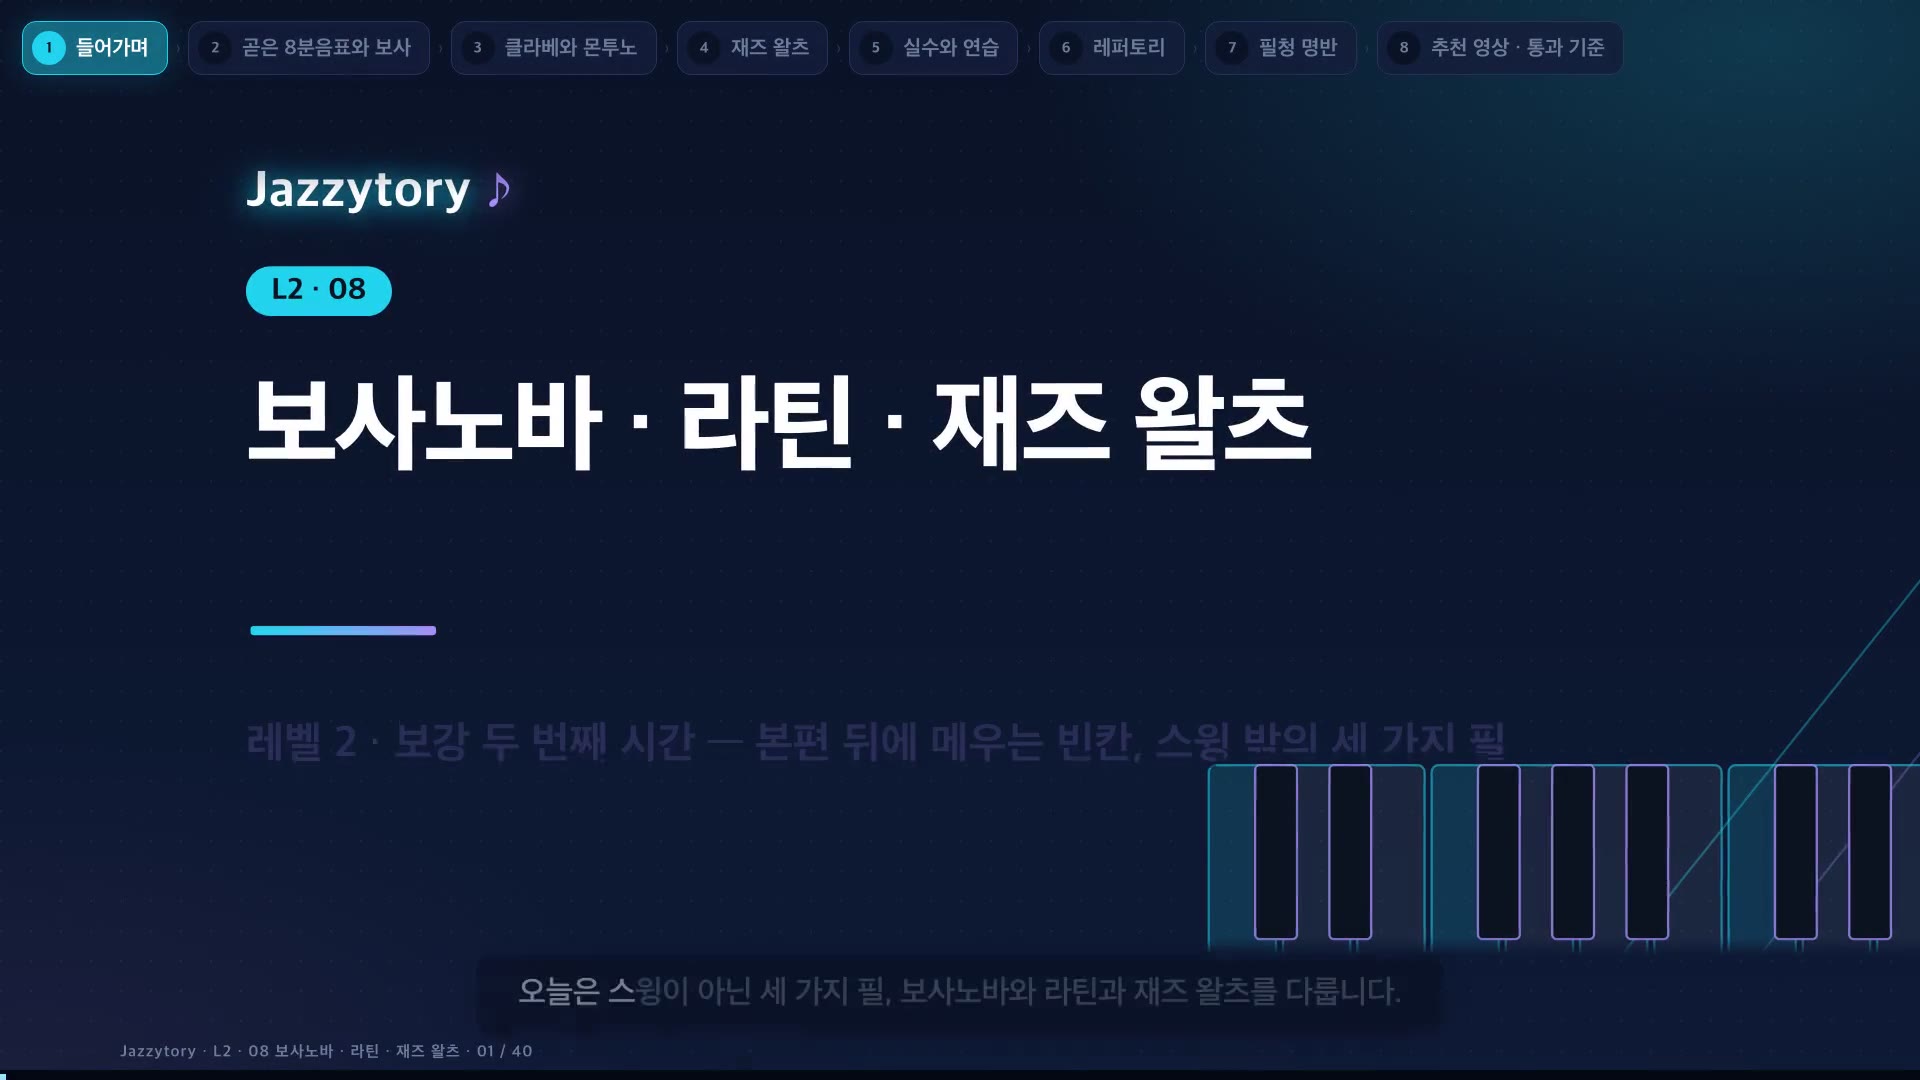 1 들어가며 › 2 곧은 8분음표와 보사 › 3 클라베와 몬투노 › 4 재즈 왈츠 › 5 실수와 연습 › 6 레퍼토리 › 7 필청 명반 › 8 추천 영상 · 통과 기준
Jazzytory ♪
L2 · 08
보사노바 · 라틴 · 재즈 왈츠
레벨 2 · 보강 두 번째 시간 — 본편 뒤에 메우는 빈칸, 스윙 밖의 세 가지 필
오늘은 스윙이 아닌 세 가지 필, 보사노바와 라틴과 재즈 왈츠를 다룹니다.
Jazzytory · L2 · 08 보사노바 · 라틴 · 재즈 왈츠 · 01 / 40